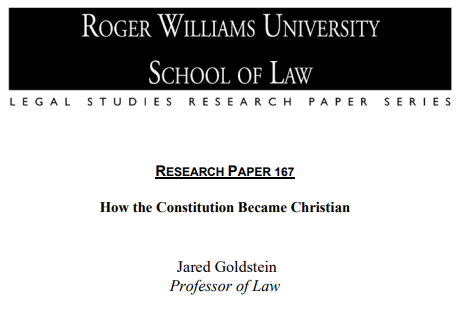 ROGER WILLIAMS UNIVERSITY
SCHOOL OF LAW
LEGAL STUDIES RESEARCH PAPER SERIES
RESEARCH PAPER 167
How the Constitution Became Christian
Jared Goldstein
Professor of Law